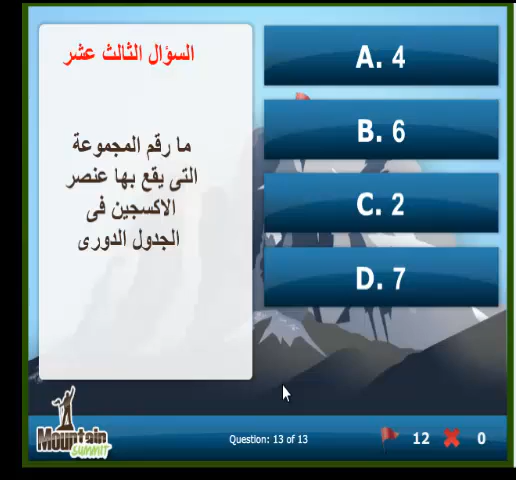 السؤال الثالث عشر
ما رقم المجموعة
التى يقع بها عنصر
الاكسجين فى
الجدول الدورى
A. 4
B. 6
C. 2
D. 7
Mountain
SUMMIT
Question: 13 of 13
12
0